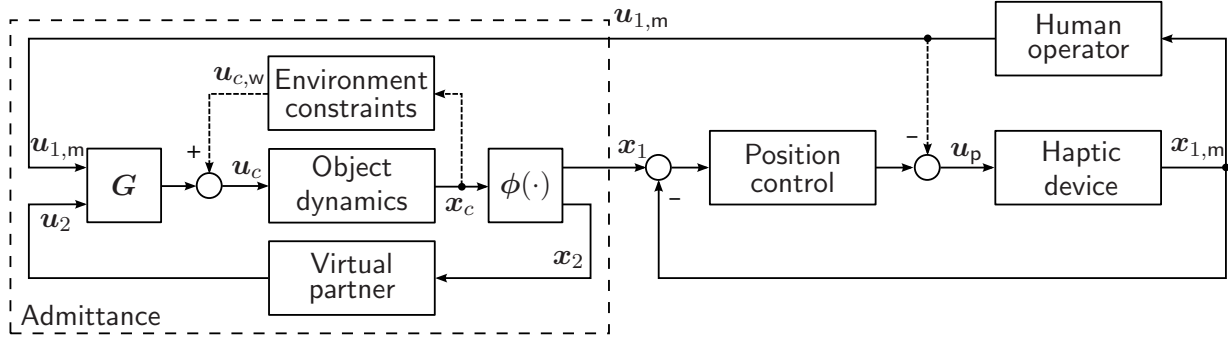 u1,m
Human
operator
uc,w
Environment
constraints
+
u1,m
G
uc
Object
dynamics
xc
ϕ(·)
x1
–
Position
control
–
up
Haptic
device
x1,m
u2
Virtual
partner
x2
Admittance